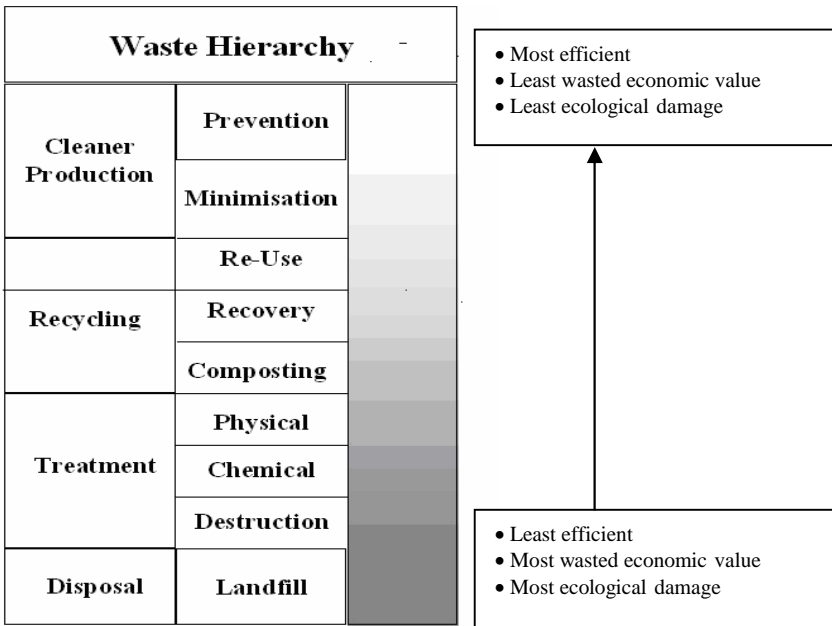 Waste Hierarchy
Cleaner
Production
Prevention
Minimisation
Re-Use
Recycling
Recovery
Composting
Treatment
Physical
Chemical
Destruction
Disposal
Landfill
• Most efficient
• Least wasted economic value
• Least ecological damage
• Least efficient
• Most wasted economic value
• Most ecological damage